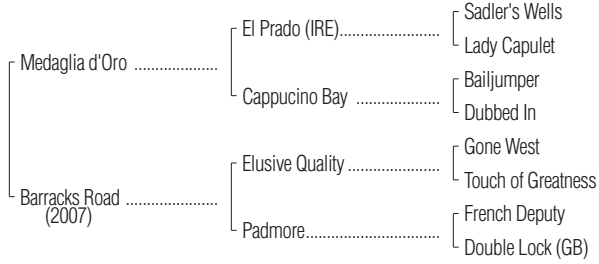 Sadler's Wells
El Prado (IRE)........................
Lady Capulet
Medaglia d'Oro ....................
Bailjumper
Cappucino Bay ....................
Dubbed In
Gone West
Elusive Quality ......................
Touch of Greatness
Barracks Road ......................
(2007)
French Deputy
Padmore................................
Double Lock (GB)